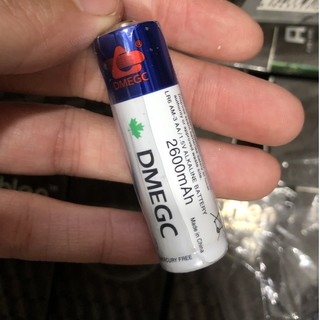 DMEGC
DMEGC
2600mAh
LR6 AM-3 AA/1.5V ALKALINE BATTERY
Made in China
MERCURY FREE